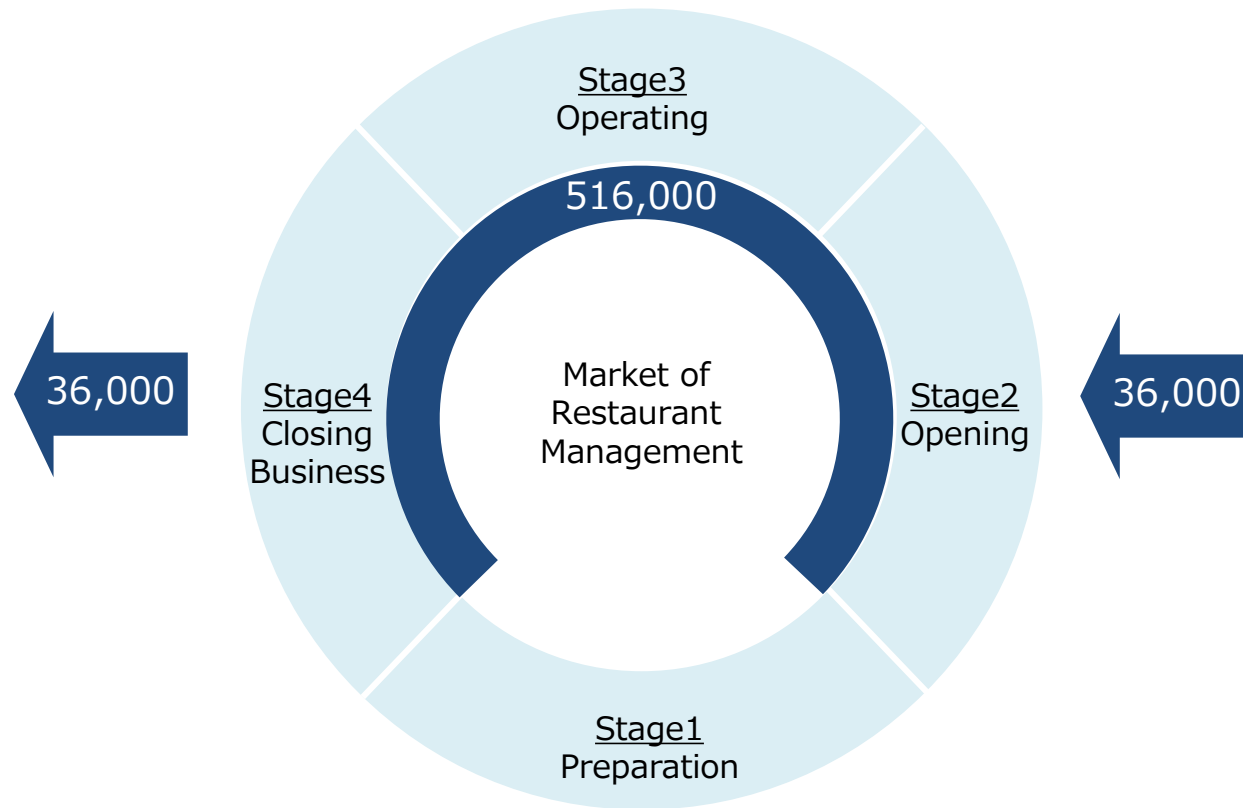 Stage3
Operating
516,000
36,000
Stage4
Closing
Business
Market of
Restaurant
Management
Stage2
Opening
36,000
Stage1
Preparation